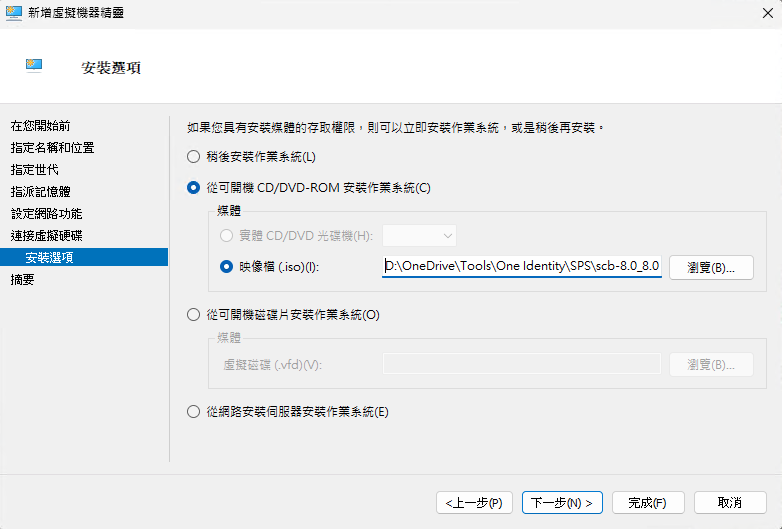 新增虛擬機器精靈
安裝選項
在您開始前
指定名稱和位置
指定世代
指派記憶體
設定網路功能
連接虛擬硬碟
安裝選項
摘要
如果您具有安裝媒體的存取權限，則可以立即安裝作業系統，或是稍後再安裝。
稍後安裝作業系統(L)
從可開機 CD/DVD-ROM 安裝作業系統(C)
媒體
實體 CD/DVD 光碟機(H):
映像檔 (.iso)(I): D:\OneDrive\Tools\One Identity\SPS\scb-8.0_8.0 瀏覽(B)...
從可開機磁碟片安裝作業系統(O)
媒體
虛擬磁碟 (.vfd)(V): 瀏覽(B)...
從網路安裝伺服器安裝作業系統(E)
<上一步(P) 下一步(N) > 完成(F) 取消